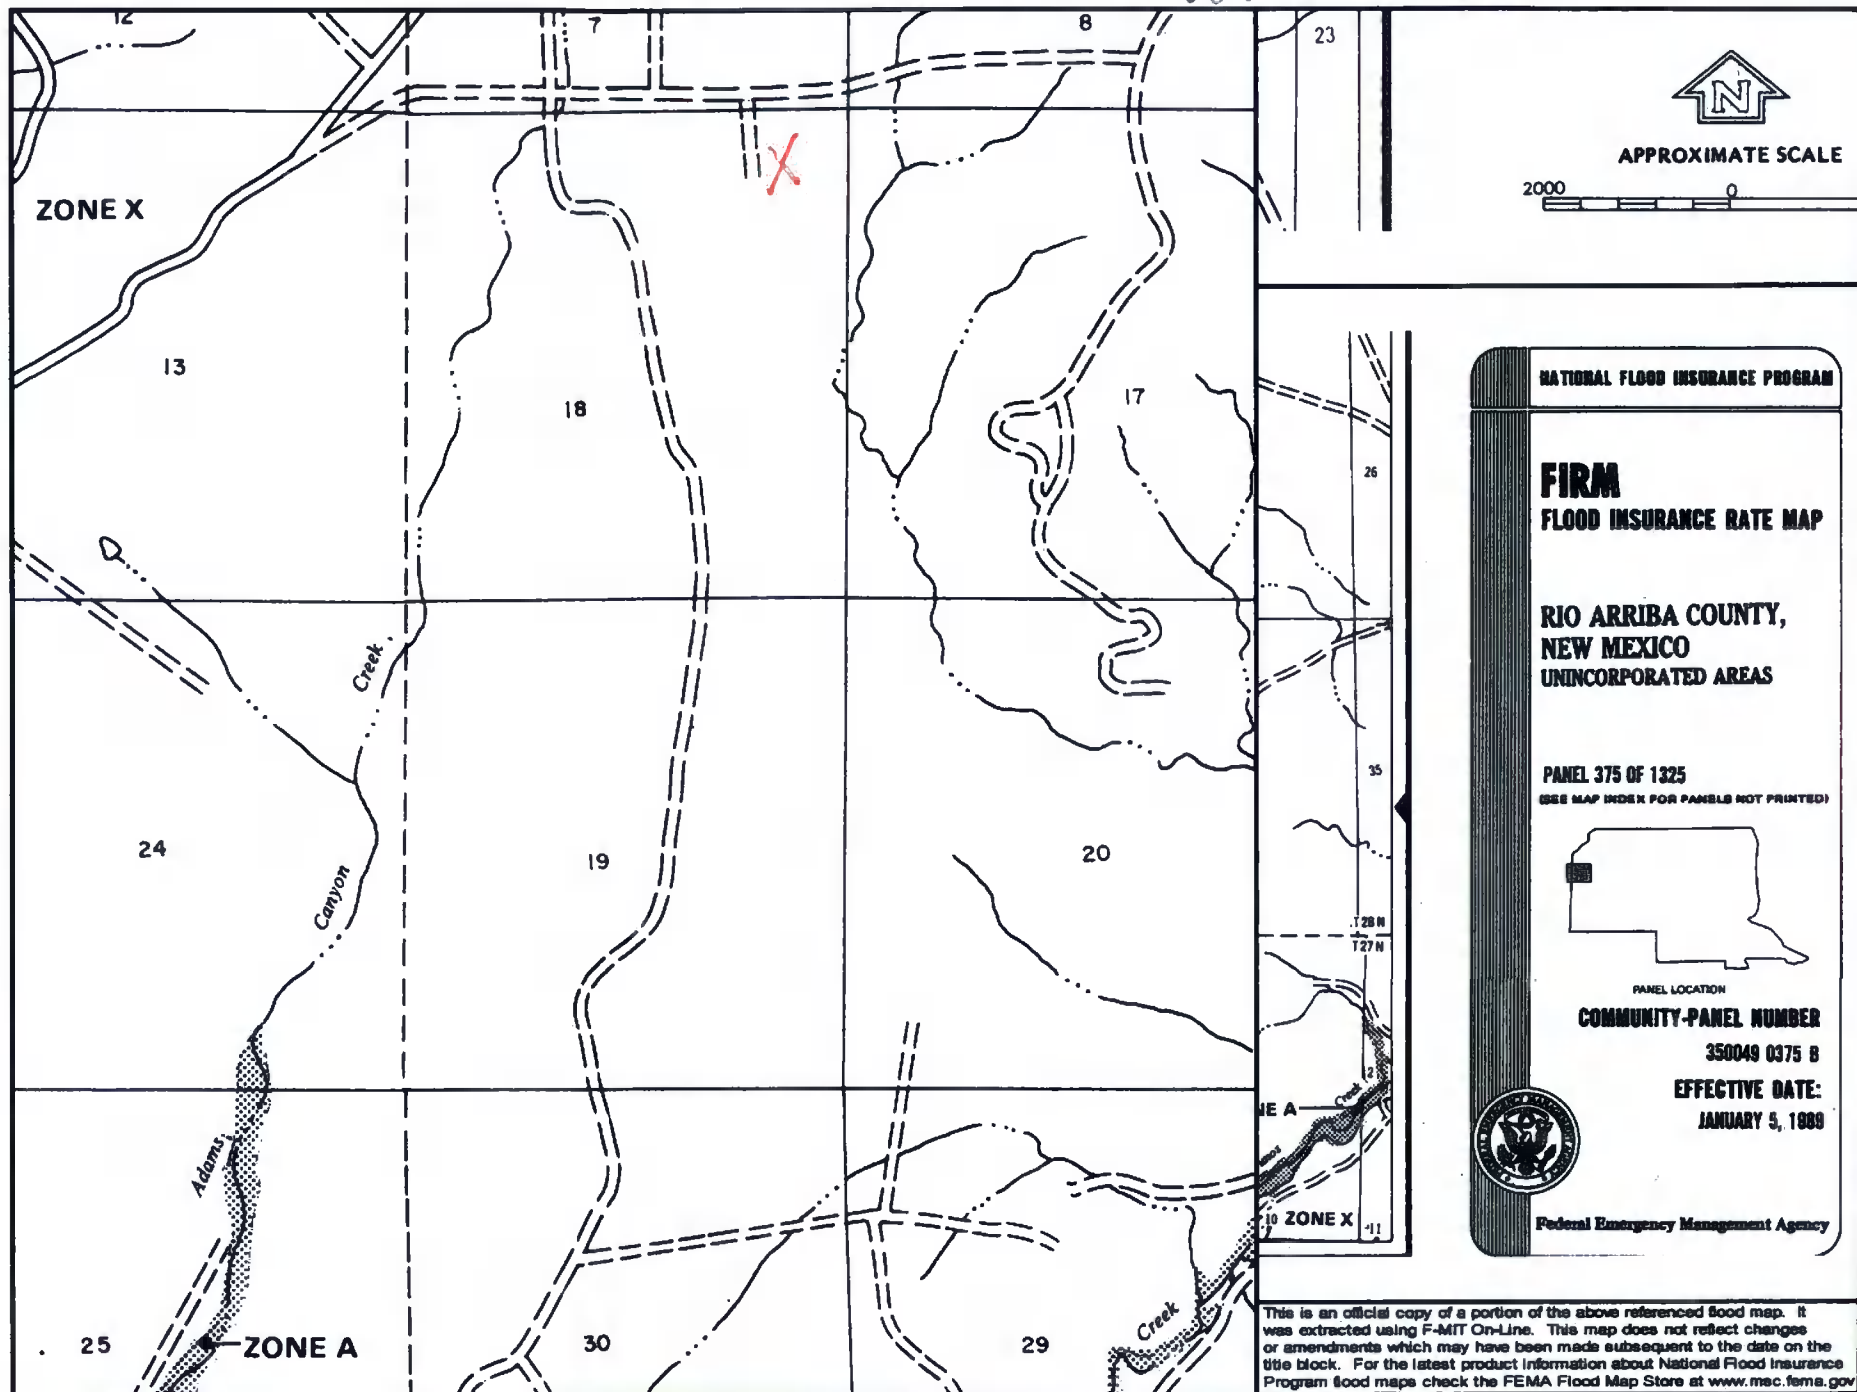 12
7
8
23
N
APPROXIMATE SCALE
2000 0
ZONE X
X
13
18
17
26
NATIONAL FLOOD INSURANCE PROGRAM
FIRM
FLOOD INSURANCE RATE MAP
RIO ARRIBA COUNTY,
NEW MEXICO
UNINCORPORATED AREAS
Creek
35
PANEL 375 OF 1325
(SEE MAP INDEX FOR PANELS NOT PRINTED)
24
19
20
Canyon
T28N
T27N
PANEL LOCATION
COMMUNITY-PANEL NUMBER
350049 0375 B
EFFECTIVE DATE:
JANUARY 5, 1989
2
Creek
NE A
Adams
10 ZONE X 11
Federal Emergency Management Agency
25
ZONE A
30
29
Creek
This is an official copy of a portion of the above referenced flood map. It
was extracted using F-MIT On-Line. This map does not reflect changes
or amendments which may have been made subsequent to the date on the
title block. For the latest product information about National Flood Insurance
Program flood maps check the FEMA Flood Map Store at www.msc.fema.gov